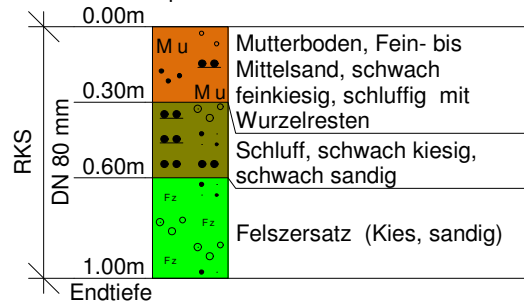 0.00m
Mu
Mutterboden, Fein- bis
Mittelsand, schwach
feinkiesig, schluffig mit
Wurzelresten
Mu
0.30m
RKS
DN 80 mm
Schluff, schwach kiesig,
schwach sandig
0.60m
Fz
Fz
Felszersatz (Kies, sandig)
Fz
1.00m
Endtiefe